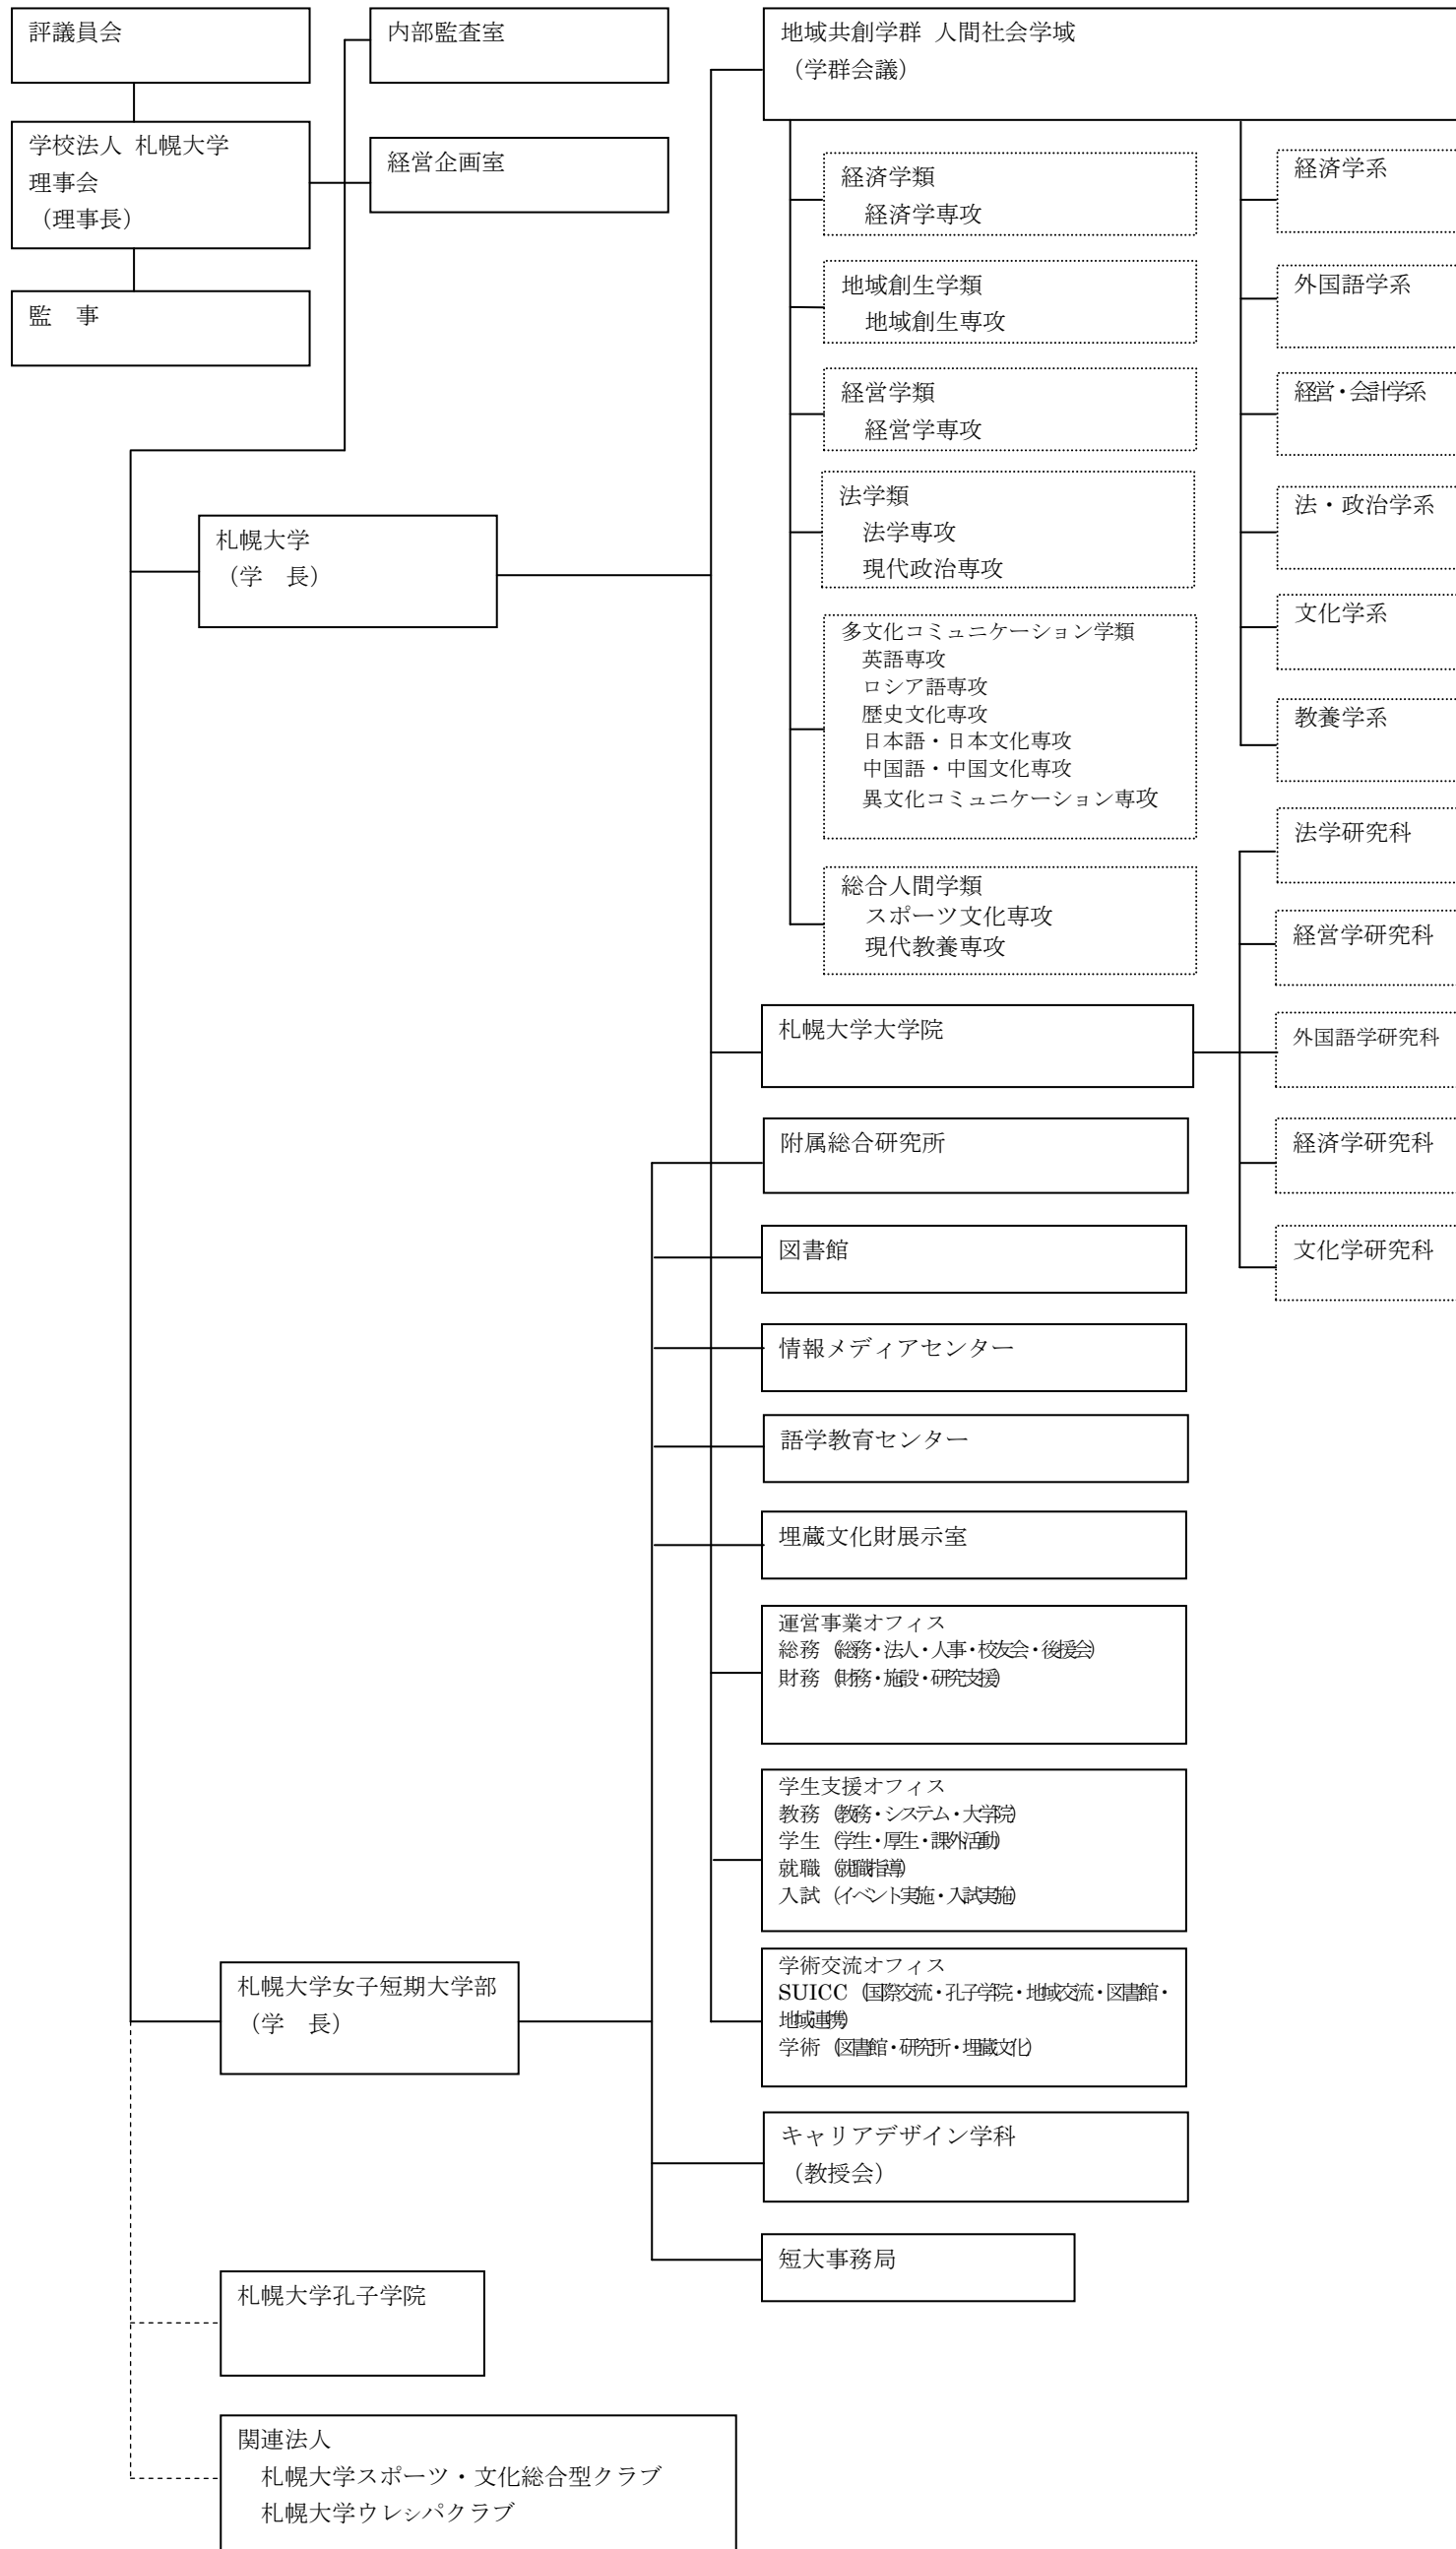 評議員会
学校法人 札幌大学
理事会
（理事長）
監　事
内部監査室
経営企画室
札幌大学
（学　長）
地域共創学群 人間社会学域
（学群会議）
経済学類
経済学専攻
地域創生学類
地域創生専攻
経営学類
経営学専攻
法学類
法学専攻
現代政治専攻
多文化コミュニケーション学類
英語専攻
ロシア語専攻
歴史文化専攻
日本語・日本文化専攻
中国語・中国文化専攻
異文化コミュニケーション専攻
総合人間学類
スポーツ文化専攻
現代教養専攻
経済学系
外国語学系
経営・会計学系
法・政治学系
文化学系
教養学系
札幌大学大学院
法学研究科
経営学研究科
外国語学研究科
経済学研究科
文化学研究科
附属総合研究所
図書館
情報メディアセンター
語学教育センター
埋蔵文化財展示室
運営事業オフィス
総務（総務・法人・人事・校友会・後援会）
財務（財務・施設・研究支援）
学生支援オフィス
教務（教務・システム・大学院）
学生（学生・厚生・課外活動）
就職（就職指導）
入試（イベント実施・入試実施）
学術交流オフィス
SUICC（国際交流・孔子学院・地域交流・図書館・
地域連携）
学術（図書館・研究所・埋蔵文化）
札幌大学女子短期大学部
（学　長）
キャリアデザイン学科
（教授会）
短大事務局
札幌大学孔子学院
関連法人
札幌大学スポーツ・文化総合型クラブ
札幌大学ウレシパクラブ